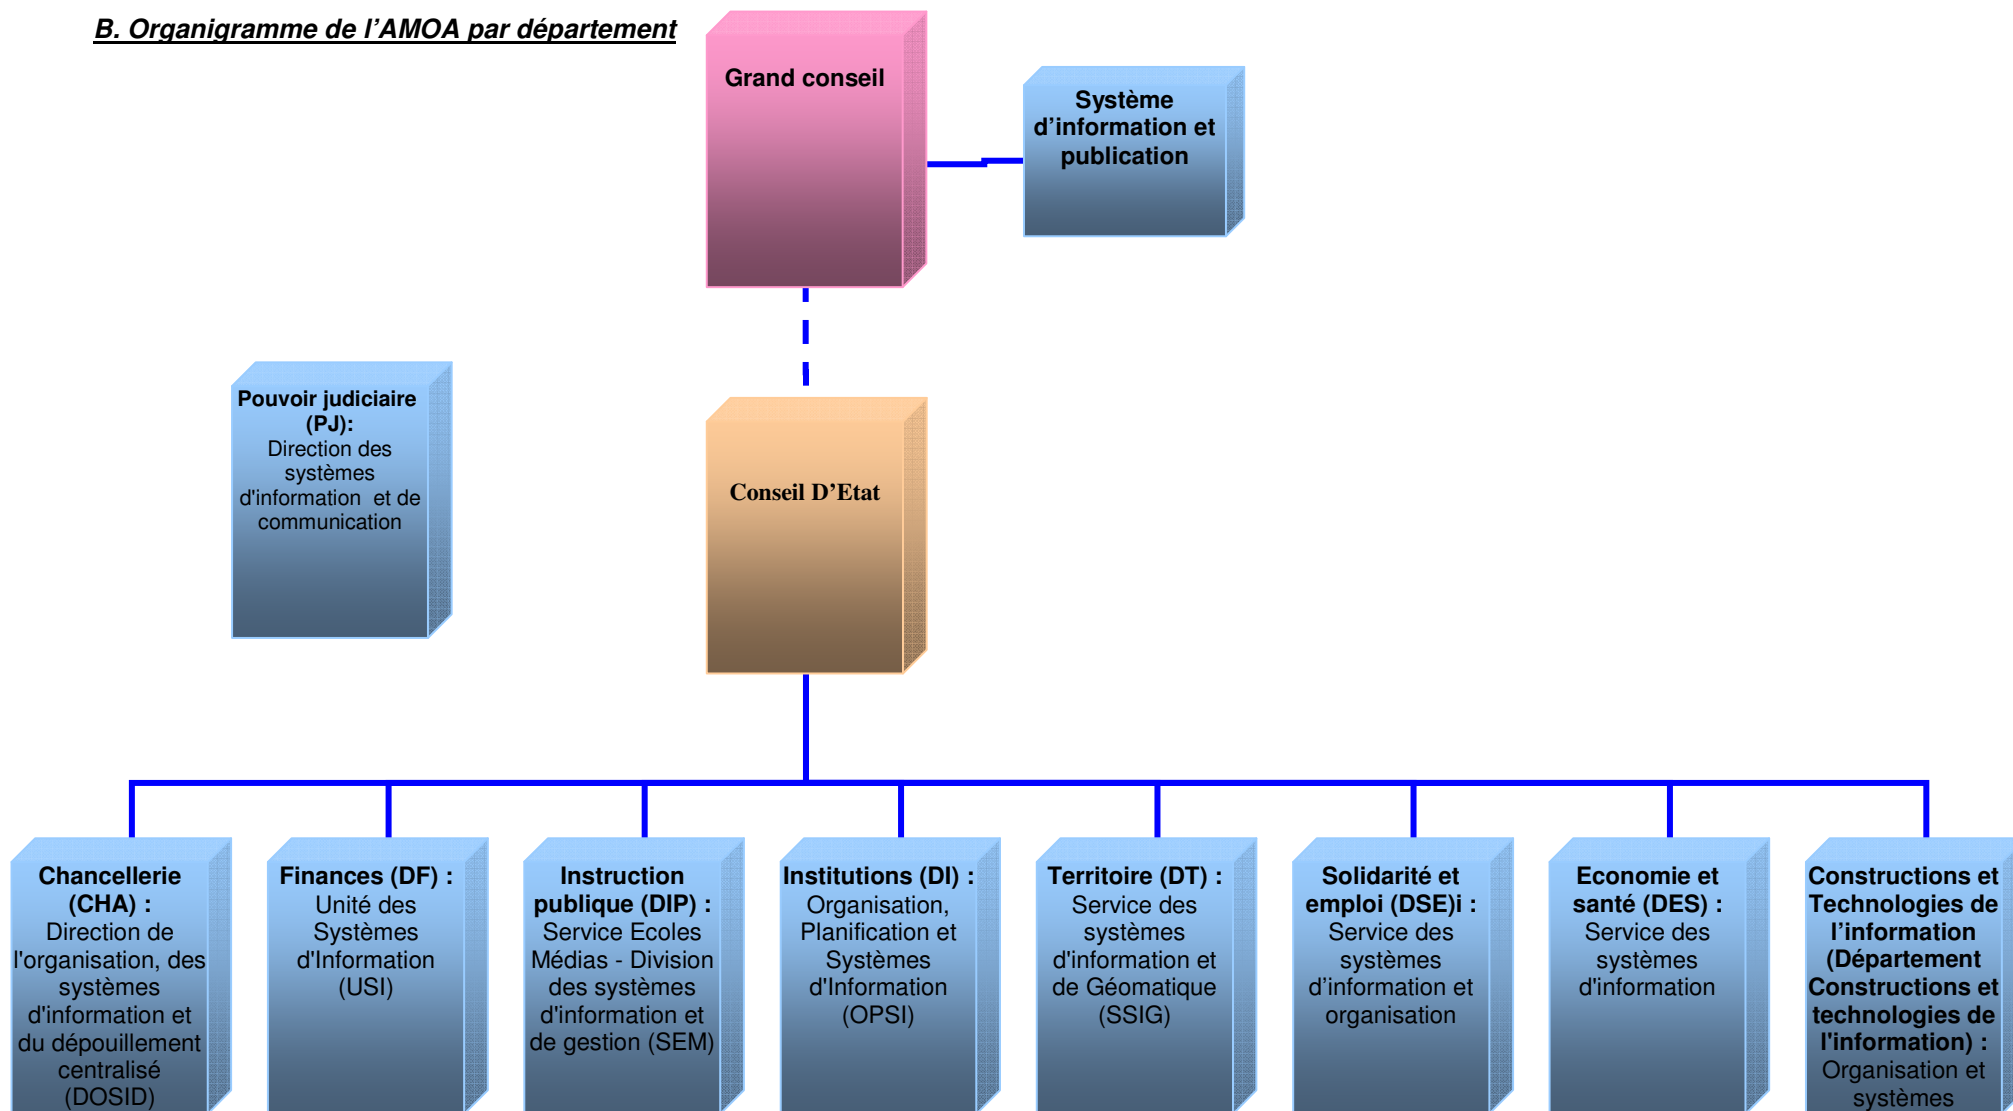 B. Organigramme de l’AMOA par département
Grand conseil
Système
d’information et
publication
Pouvoir judiciaire
(PJ):
Direction des
systèmes
d'information et de
communication
Conseil D’Etat
Chancellerie
(CHA) :
Direction de
l'organisation, des
systèmes
d'information et
du dépouillement
centralisé
(DOSID)
Finances (DF) :
Unité des
Systèmes
d'Information
(USI)
Instruction
publique (DIP) :
Service Ecoles
Médias - Division
des systèmes
d'information et
de gestion (SEM)
Institutions (DI) :
Organisation,
Planification et
Systèmes
d'Information
(OPSI)
Territoire (DT) :
Service des
systèmes
d'information et
de Géomatique
(SSIG)
Solidarité et
emploi (DSE)i :
Service des
systèmes
d’information et
organisation
Economie et
santé (DES) :
Service des
systèmes
d'information
Constructions et
Technologies de
l’information
(Département
Constructions et
technologies de
l'information) :
Organisation et
systèmes